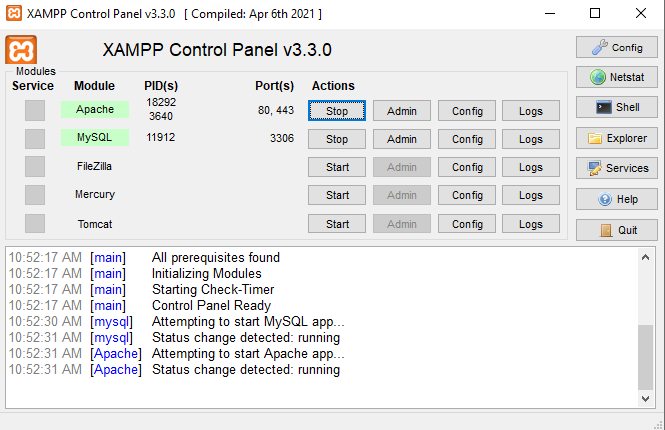 XAMPP Control Panel v3.3.0 [ Compiled: Apr 6th 2021 ]
XAMPP Control Panel v3.3.0
Config
Modules
Service Module PID(s) Port(s) Actions
Netstat
Apache 18292 3640 80, 443 Stop Admin Config Logs
Shell
MySQL 11912 3306 Stop Admin Config Logs
Explorer
FileZilla Start Admin Config Logs
Services
Mercury Start Admin Config Logs
Help
Tomcat Start Admin Config Logs
Quit
10:52:17 AM [main] All prerequisites found
10:52:17 AM [main] Initializing Modules
10:52:17 AM [main] Starting Check-Timer
10:52:17 AM [main] Control Panel Ready
10:52:30 AM [mysql] Attempting to start MySQL app...
10:52:31 AM [mysql] Status change detected: running
10:52:31 AM [Apache] Attempting to start Apache app...
10:52:31 AM [Apache] Status change detected: running